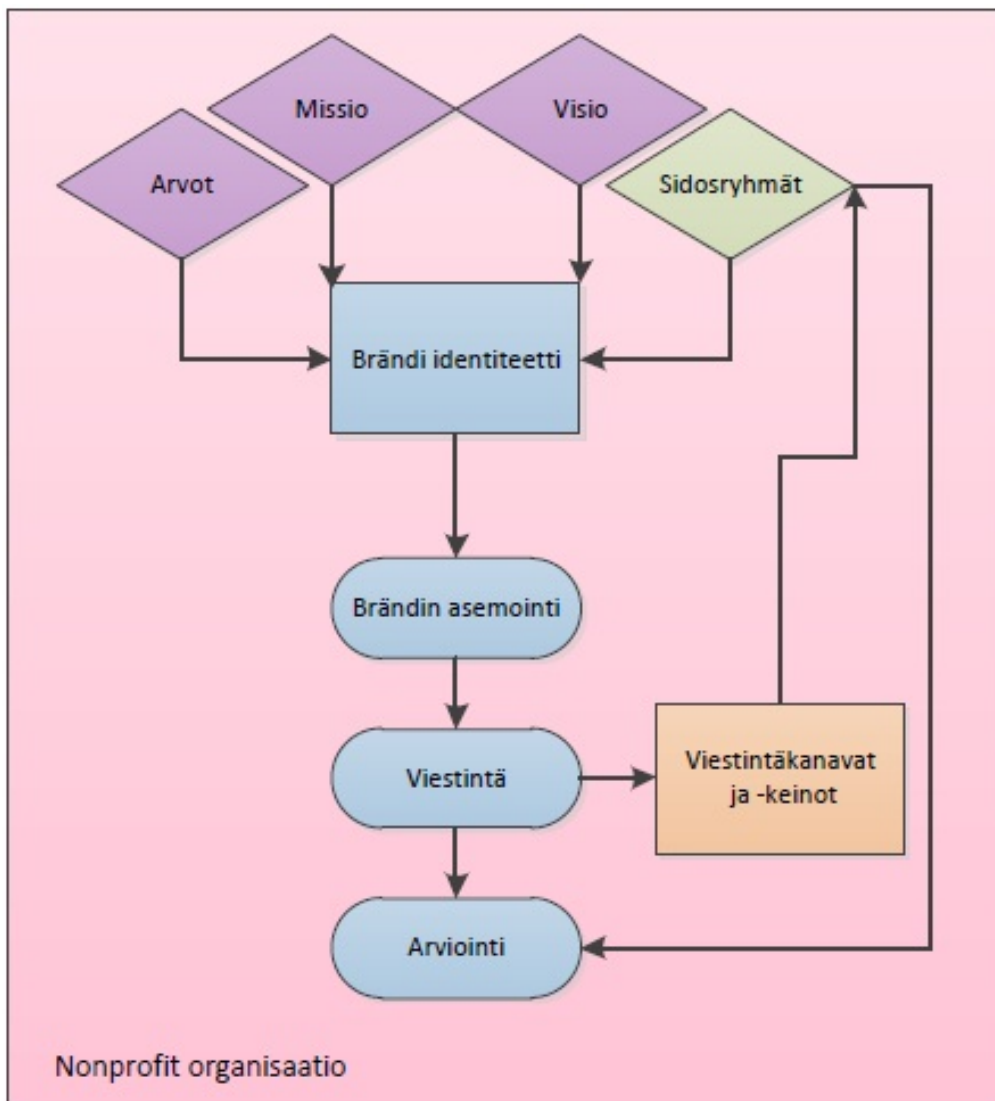 Missio
Visio
Arvot
Sidosryhmät
Brändi identiteetti
Brändin asemointi
Viestintä
Viestintäkanavat
ja -keinot
Arviointi
Nonprofit organisaatio